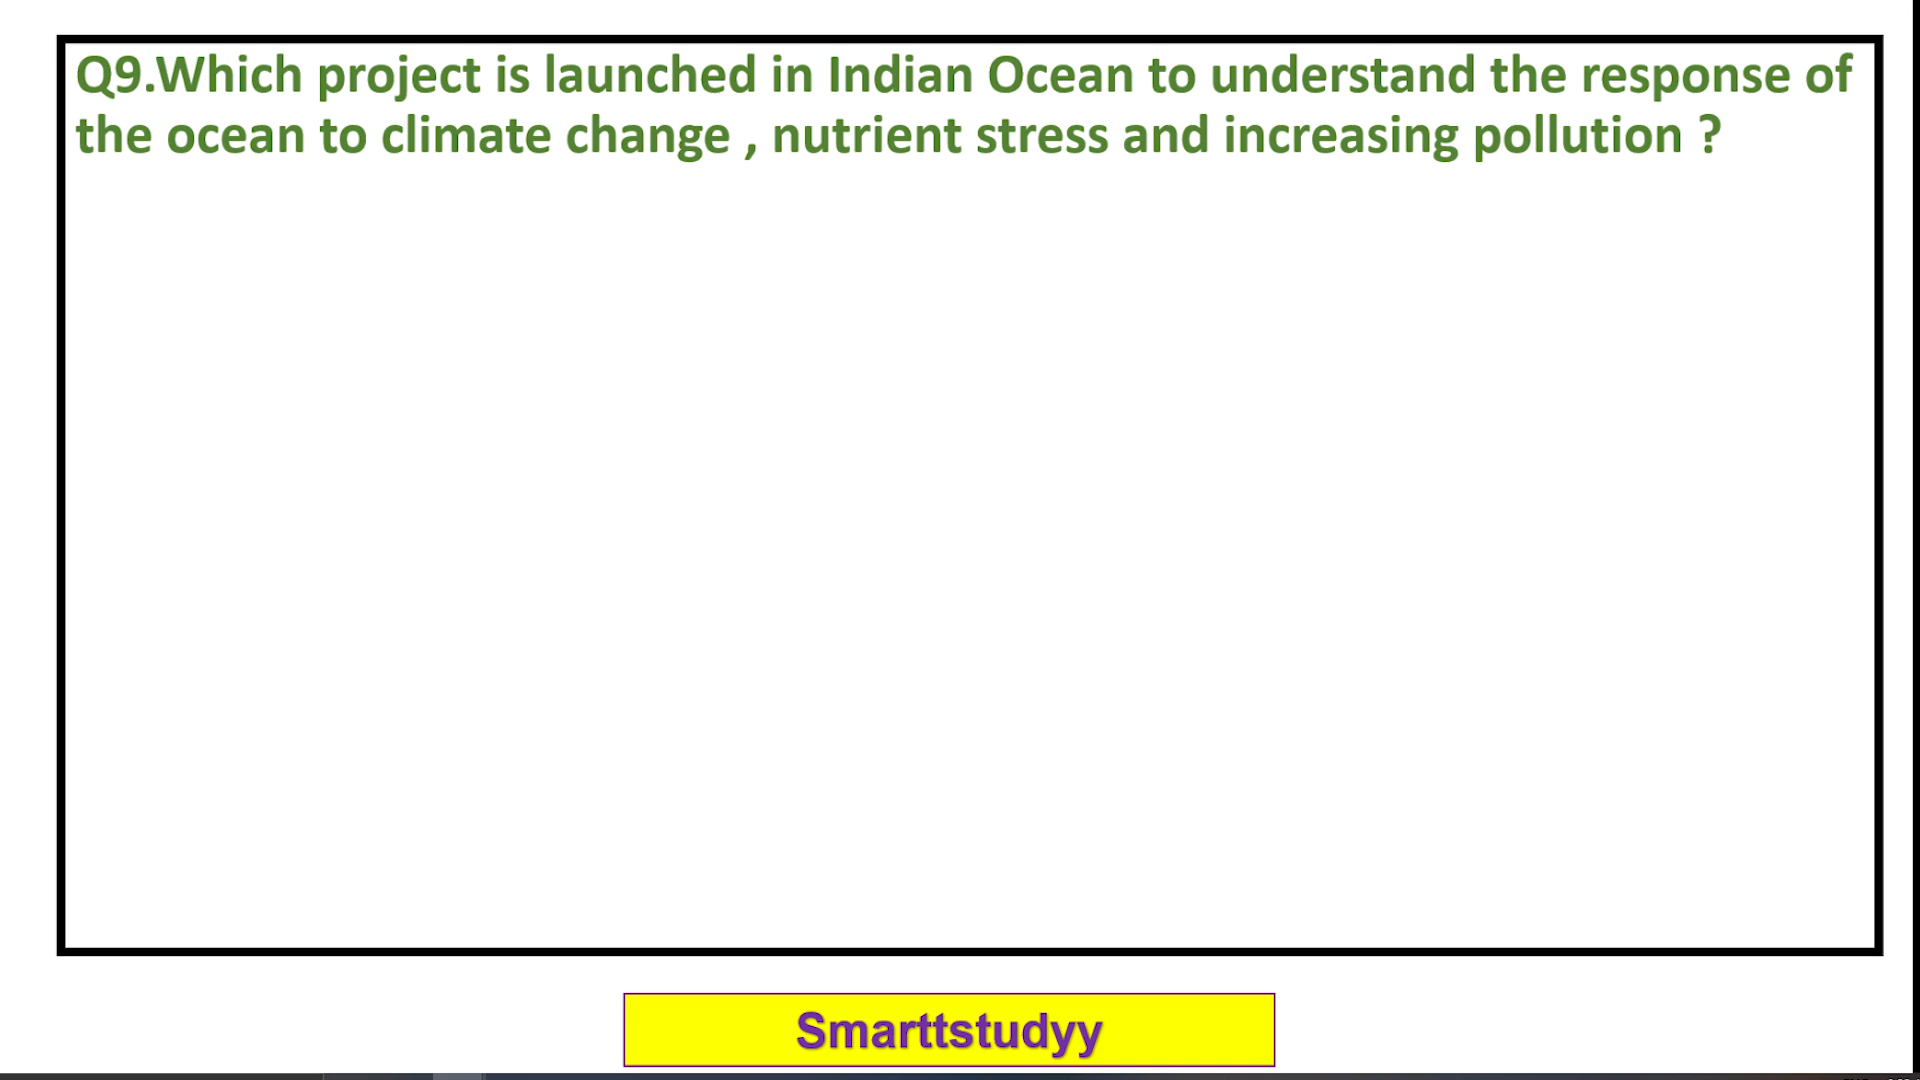 Q9.Which project is launched in Indian Ocean to understand the response of
the ocean to climate change , nutrient stress and increasing pollution ?
Smarttstudyy